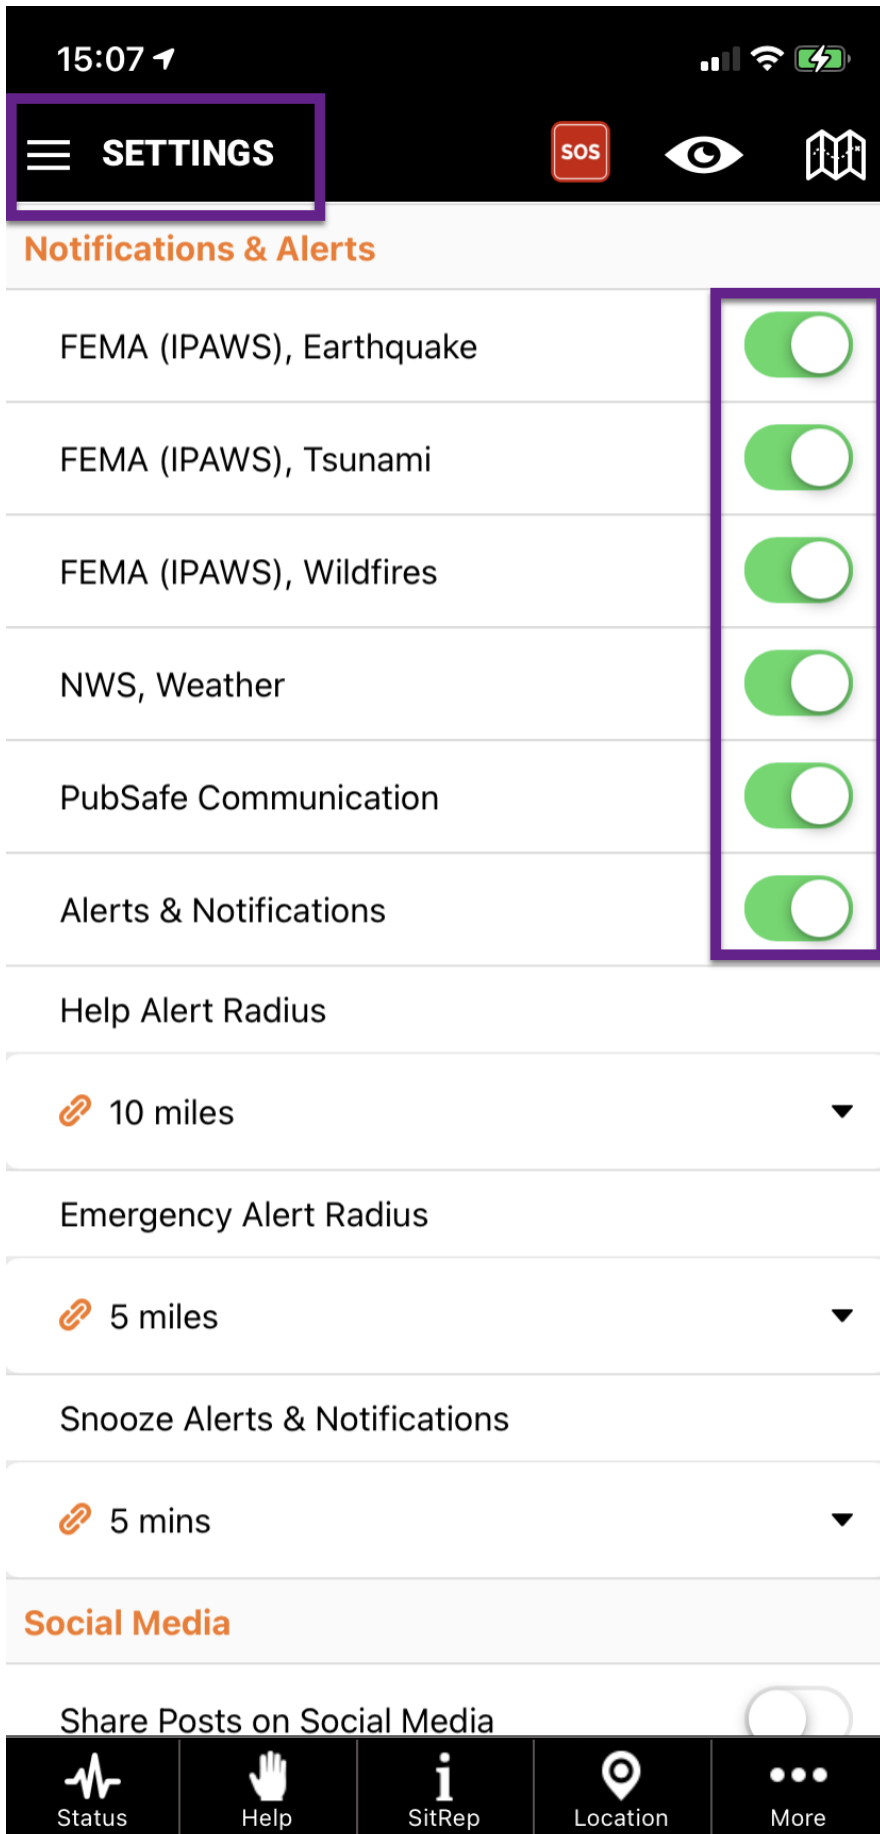 15:07
SETTINGS
SOS
Notifications & Alerts
FEMA (IPAWS), Earthquake
FEMA (IPAWS), Tsunami
FEMA (IPAWS), Wildfires
NWS, Weather
PubSafe Communication
Alerts & Notifications
Help Alert Radius
10 miles
Emergency Alert Radius
5 miles
Snooze Alerts & Notifications
5 mins
Social Media
Share Posts on Social Media
Status Help SitRep Location More